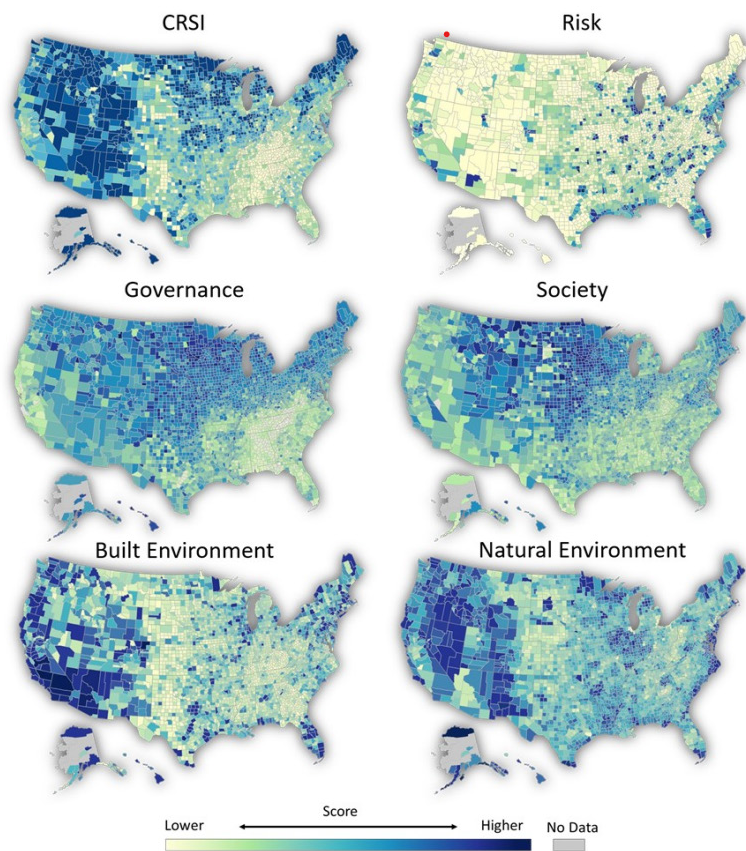 CRSI
Risk
Governance
Society
Built Environment
Natural Environment
Score
Lower
Higher
No Data